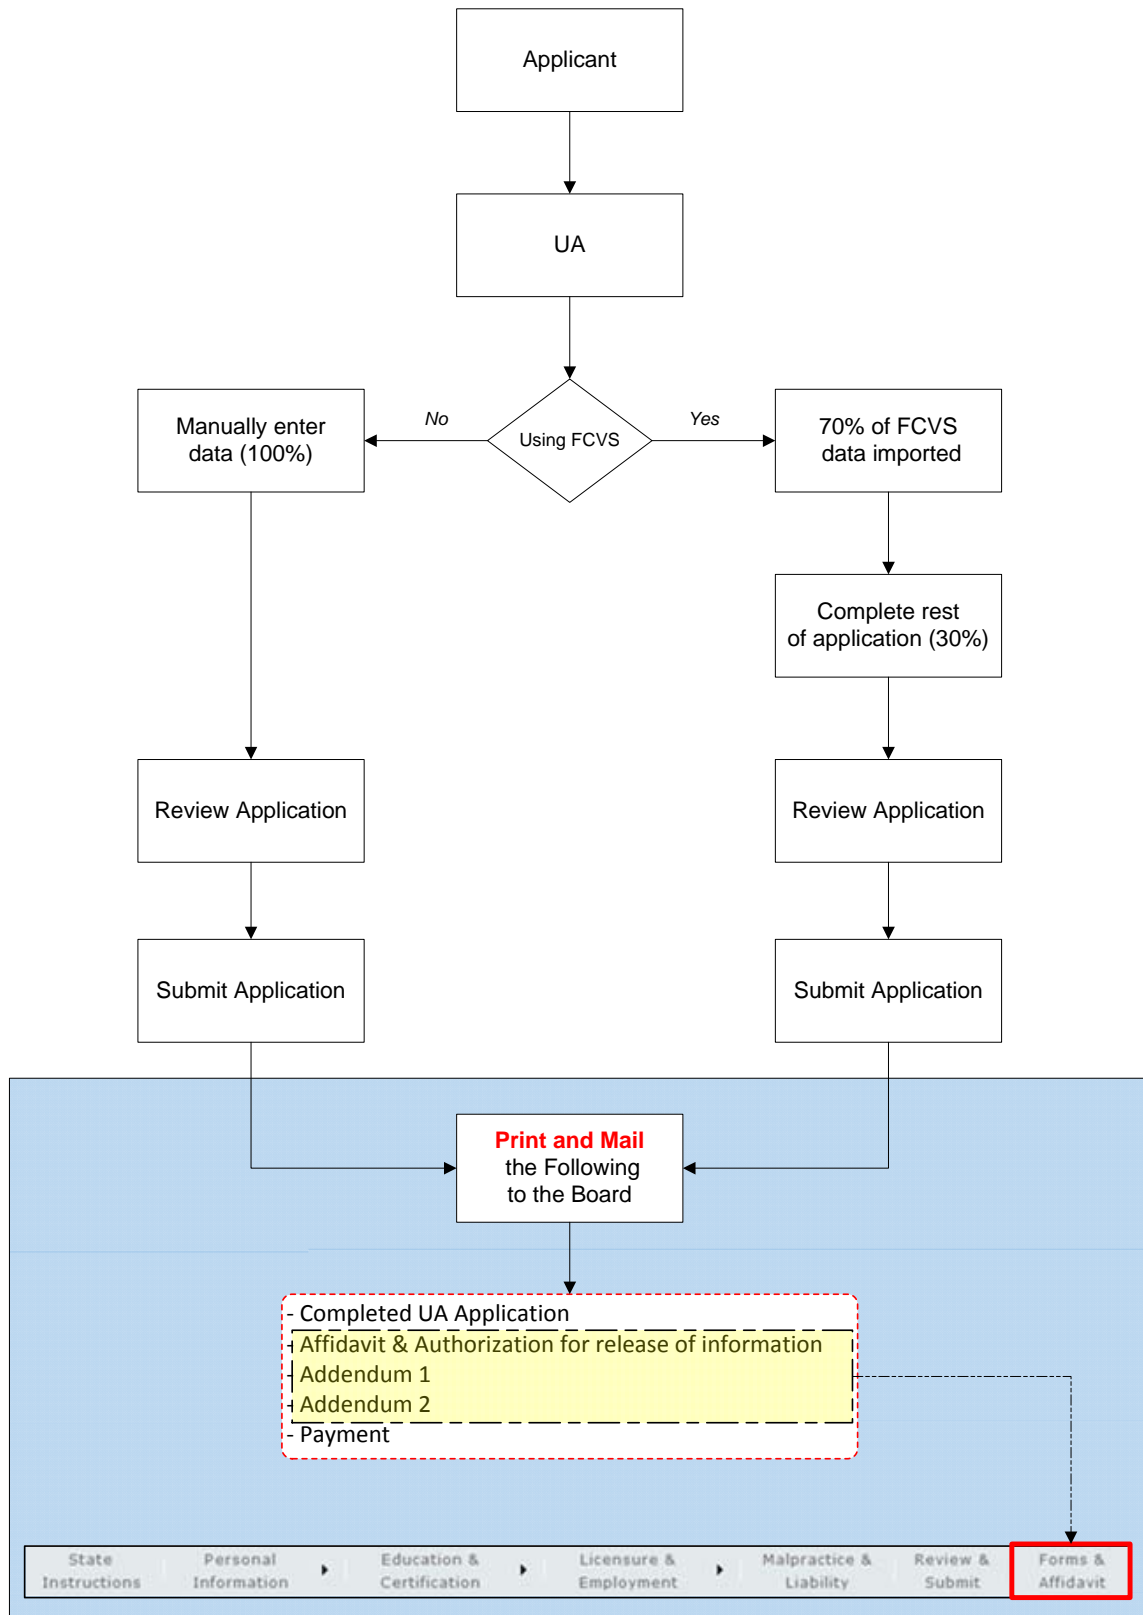 Applicant
UA
Using FCVS
No
Yes
Manually enter
data (100%)
70% of FCVS
data imported
Complete rest
of application (30%)
Review Application
Review Application
Submit Application
Submit Application
Print and Mail
the Following
to the Board
- Completed UA Application
- Affidavit & Authorization for release of information
- Addendum 1
- Addendum 2
- Payment
State
Instructions
Personal
Information
Education &
Certification
Licensure &
Employment
Malpractice &
Liability
Review &
Submit
Forms &
Affidavit